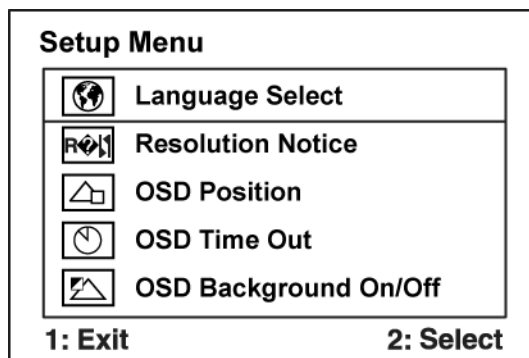 Setup Menu
Language Select
Resolution Notice
OSD Position
OSD Time Out
OSD Background On/Off
1: Exit 2: Select